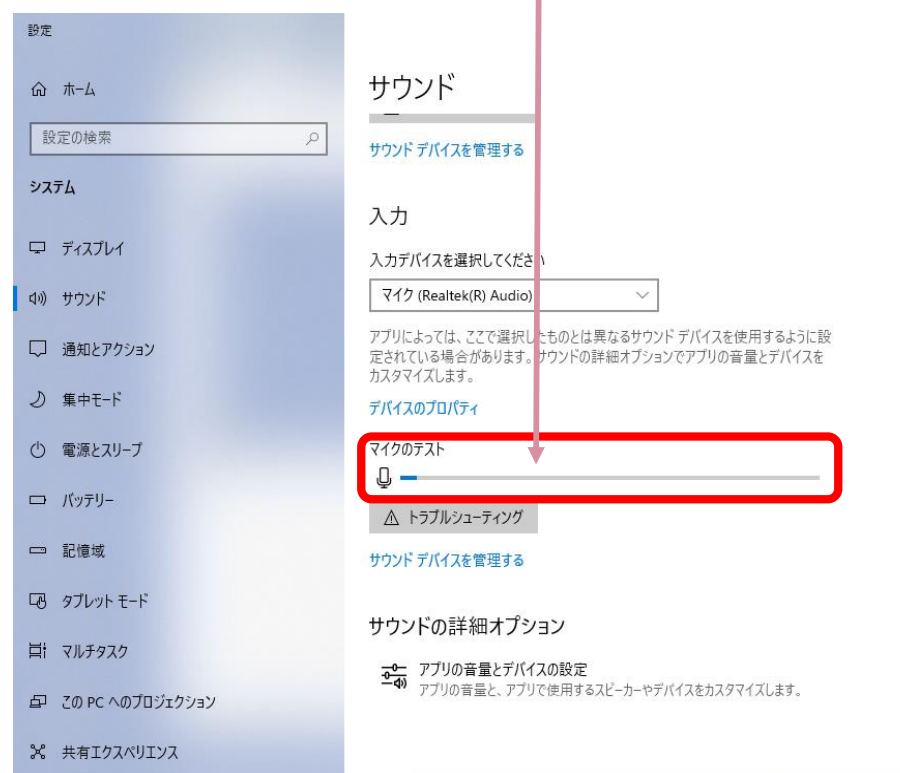 設定
ホーム
設定の検索
システム
ディスプレイ
サウンド
通知とアクション
集中モード
電源とスリープ
バッテリー
記憶域
タブレット モード
マルチタスク
この PC へのプロジェクション
共有エクスペリエンス
サウンド
サウンド デバイスを管理する
入力
入力デバイスを選択してください
マイク (Realtek(R) Audio)
アプリによっては、ここで選択したものとは異なるサウンド デバイスを使用するように設
定されている場合があります。サウンドの詳細オプションでアプリの音量とデバイスを
カスタマイズします。
デバイスのプロパティ
マイクのテスト
トラブルシューティング
サウンド デバイスを管理する
サウンドの詳細オプション
アプリの音量とデバイスの設定
アプリの音量と、アプリで使用するスピーカーやデバイスをカスタマイズします。